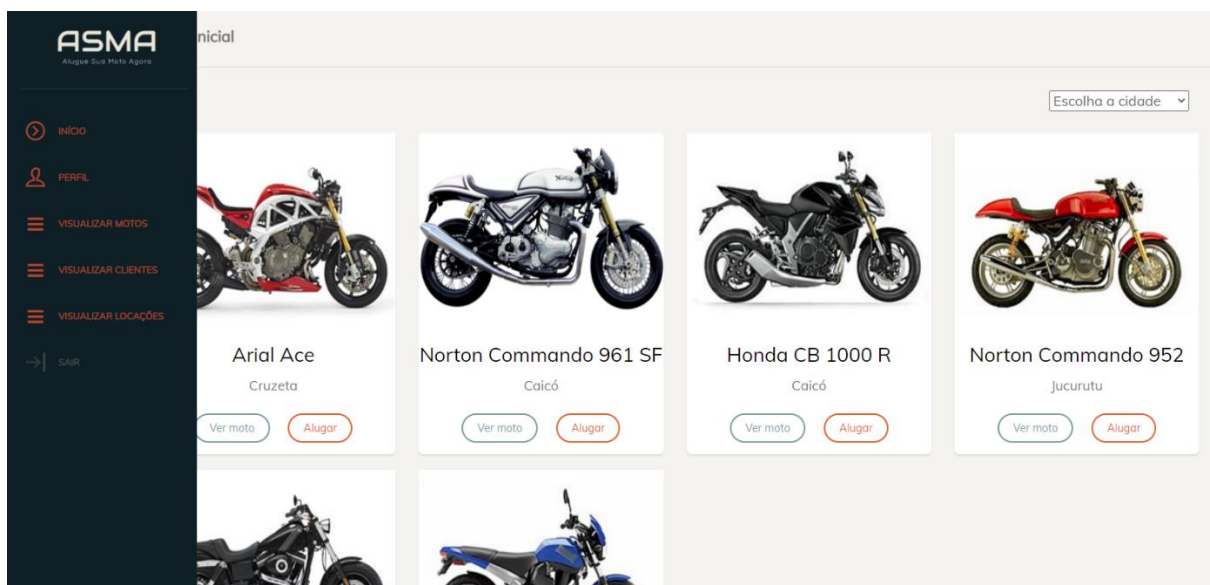 ASMA
Alugue Sua Moto Agora
INÍCIO
PERFIL
VISUALIZAR MOTOS
VISUALIZAR CLIENTES
VISUALIZAR LOCAÇÕES
SAIR
nicial
Escolha a cidade
Arial Ace
Cruzeta
Ver moto
Alugar
Norton Commando 961 SF
Caicó
Ver moto
Alugar
Honda CB 1000 R
Caicó
Ver moto
Alugar
Norton Commando 952
Jucurutu
Ver moto
Alugar